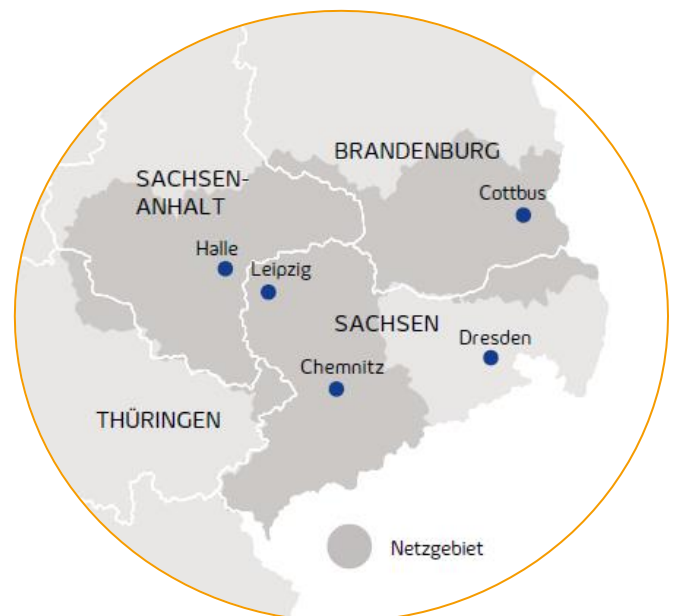 BRANDENBURG
SACHSEN-
ANHALT
Cottbus
Halle
Leipzig
SACHSEN
Dresden
Chemnitz
THÜRINGEN
Netzgebiet